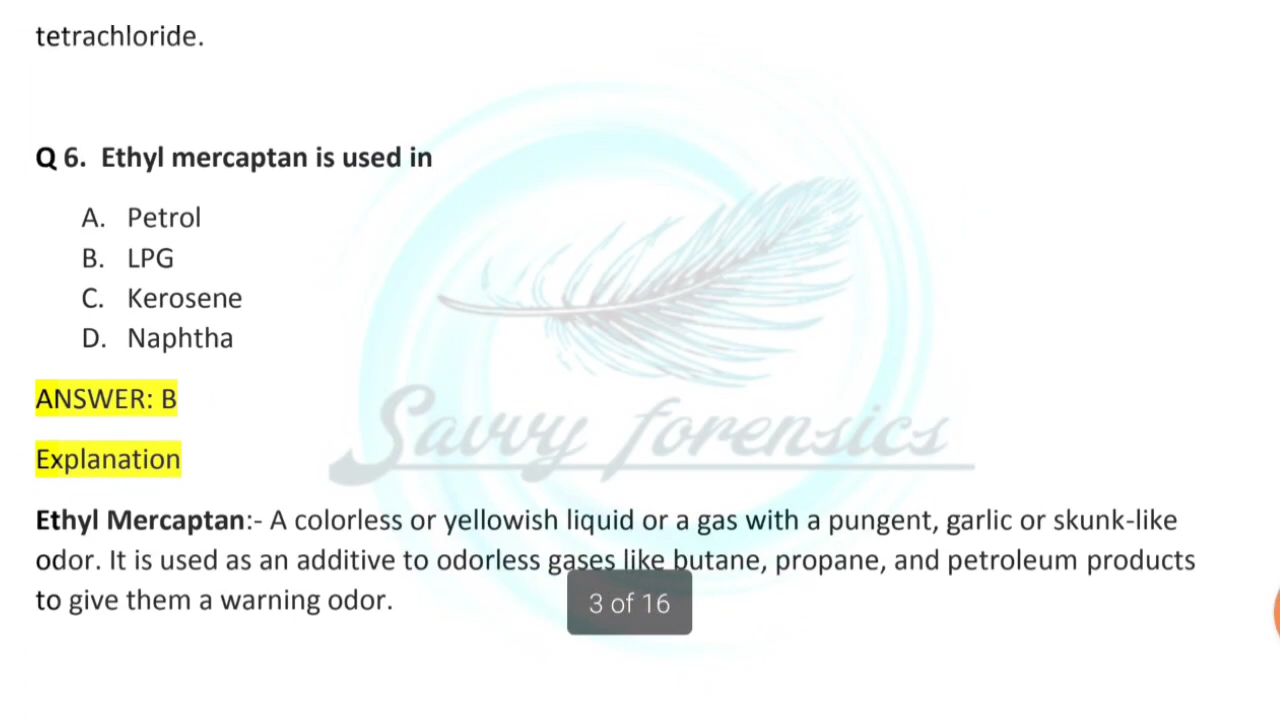 tetrachloride.
Q 6. Ethyl mercaptan is used in
A. Petrol
B. LPG
C. Kerosene
D. Naphtha
ANSWER: B
Savvy forensics
Explanation
Ethyl Mercaptan:- A colorless or yellowish liquid or a gas with a pungent, garlic or skunk-like
odor. It is used as an additive to odorless gases like butane, propane, and petroleum products
to give them a warning odor.
3 of 16